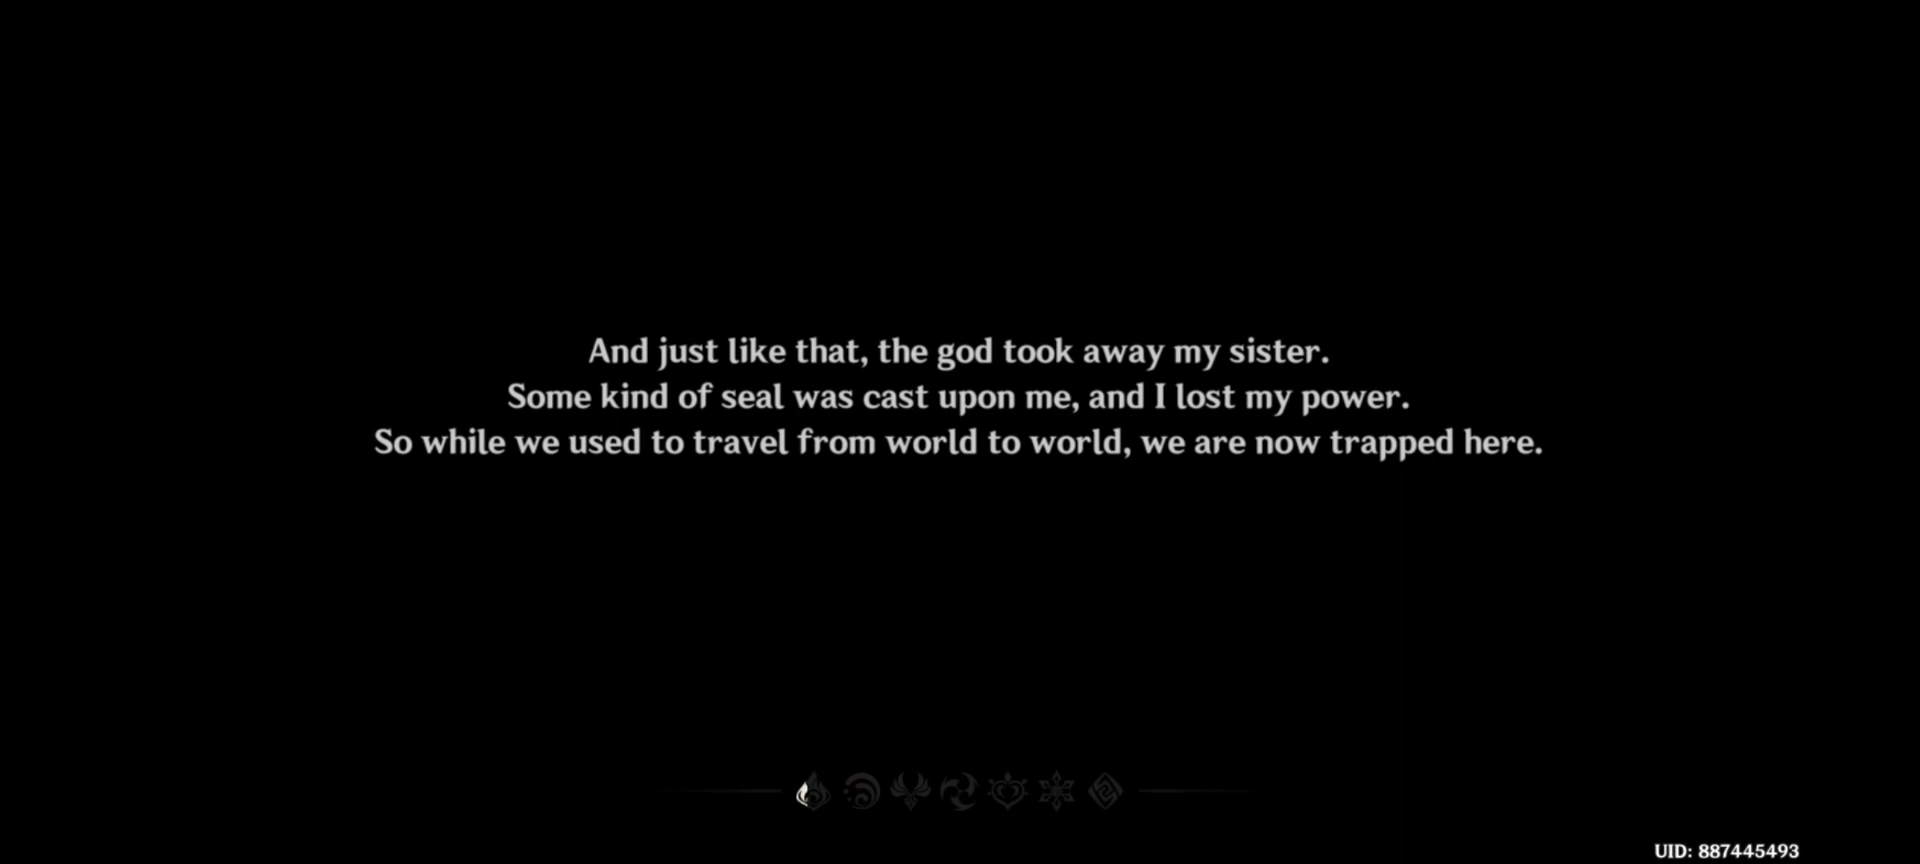 And just like that, the god took away my sister.
Some kind of seal was cast upon me, and I lost my power.
So while we used to travel from world to world, we are now trapped here.
UID: 887445493